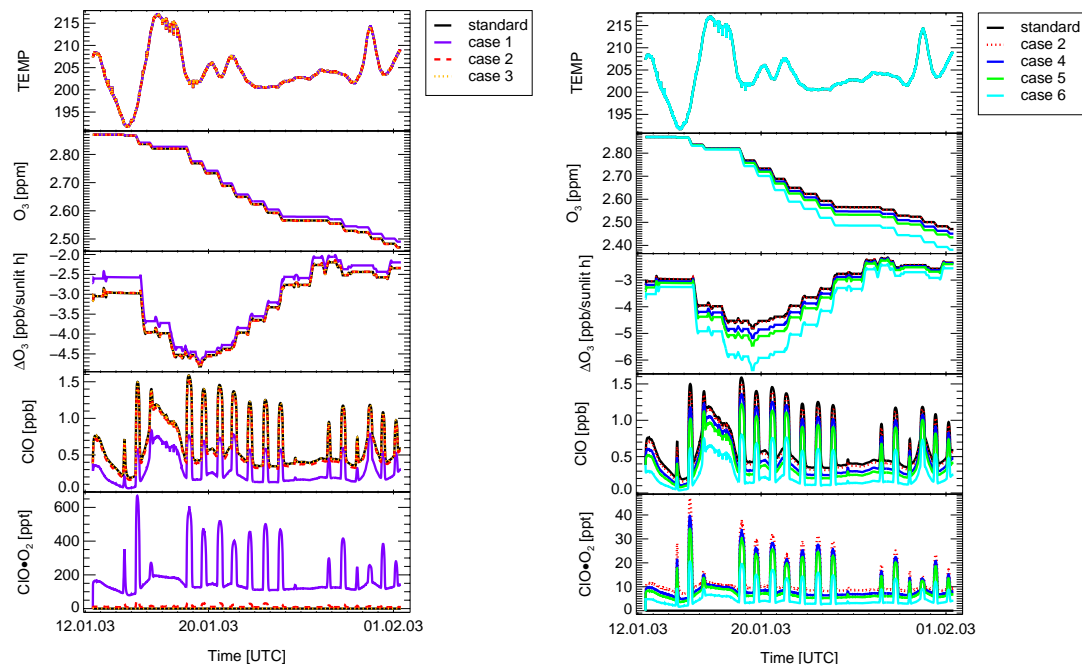 standard
case 1
case 2
case 3
TEMP
215
210
205
200
195
O3 [ppm]
2.80
2.70
2.60
2.50
ΔO3 [ppb/sunlit h]
−2.0
−2.5
−3.0
−3.5
−4.0
−4.5
ClO [ppb]
1.5
1.0
0.5
0.0
ClO•O2 [ppt]
600
400
200
0
12.01.03
20.01.03
01.02.03
Time [UTC]
standard
case 2
case 4
case 5
case 6
TEMP
215
210
205
200
195
O3 [ppm]
2.80
2.70
2.60
2.50
2.40
ΔO3 [ppb/sunlit h]
−3
−4
−5
−6
ClO [ppb]
1.5
1.0
0.5
0.0
ClO•O2 [ppt]
40
30
20
10
0
12.01.03
20.01.03
01.02.03
Time [UTC]